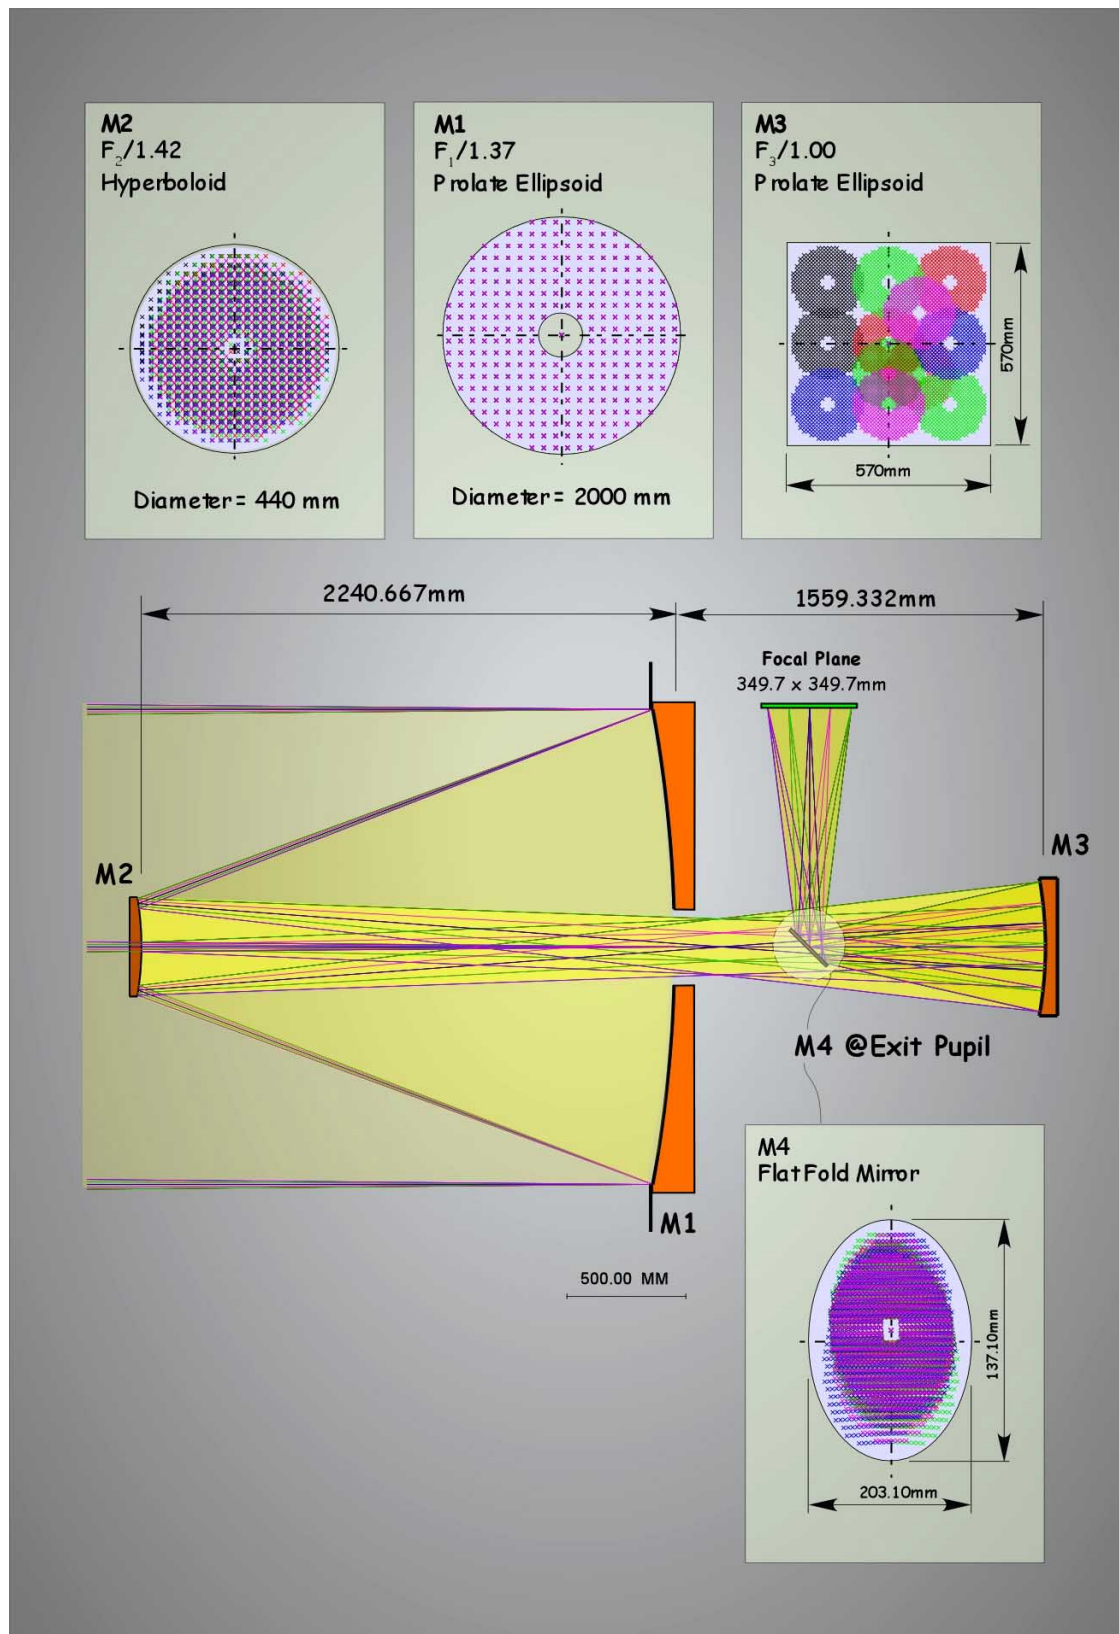 M2
F₂/1.42
Hyperboloid
Diameter = 440 mm
M1
F₁/1.37
Prolate Ellipsoid
Diameter = 2000 mm
M3
F₃/1.00
Prolate Ellipsoid
570mm
570mm
2240.667mm
1559.332mm
Focal Plane
349.7 x 349.7mm
M2
M3
M4 @Exit Pupil
M1
500.00 MM
M4
Flat Fold Mirror
137.10mm
203.10mm